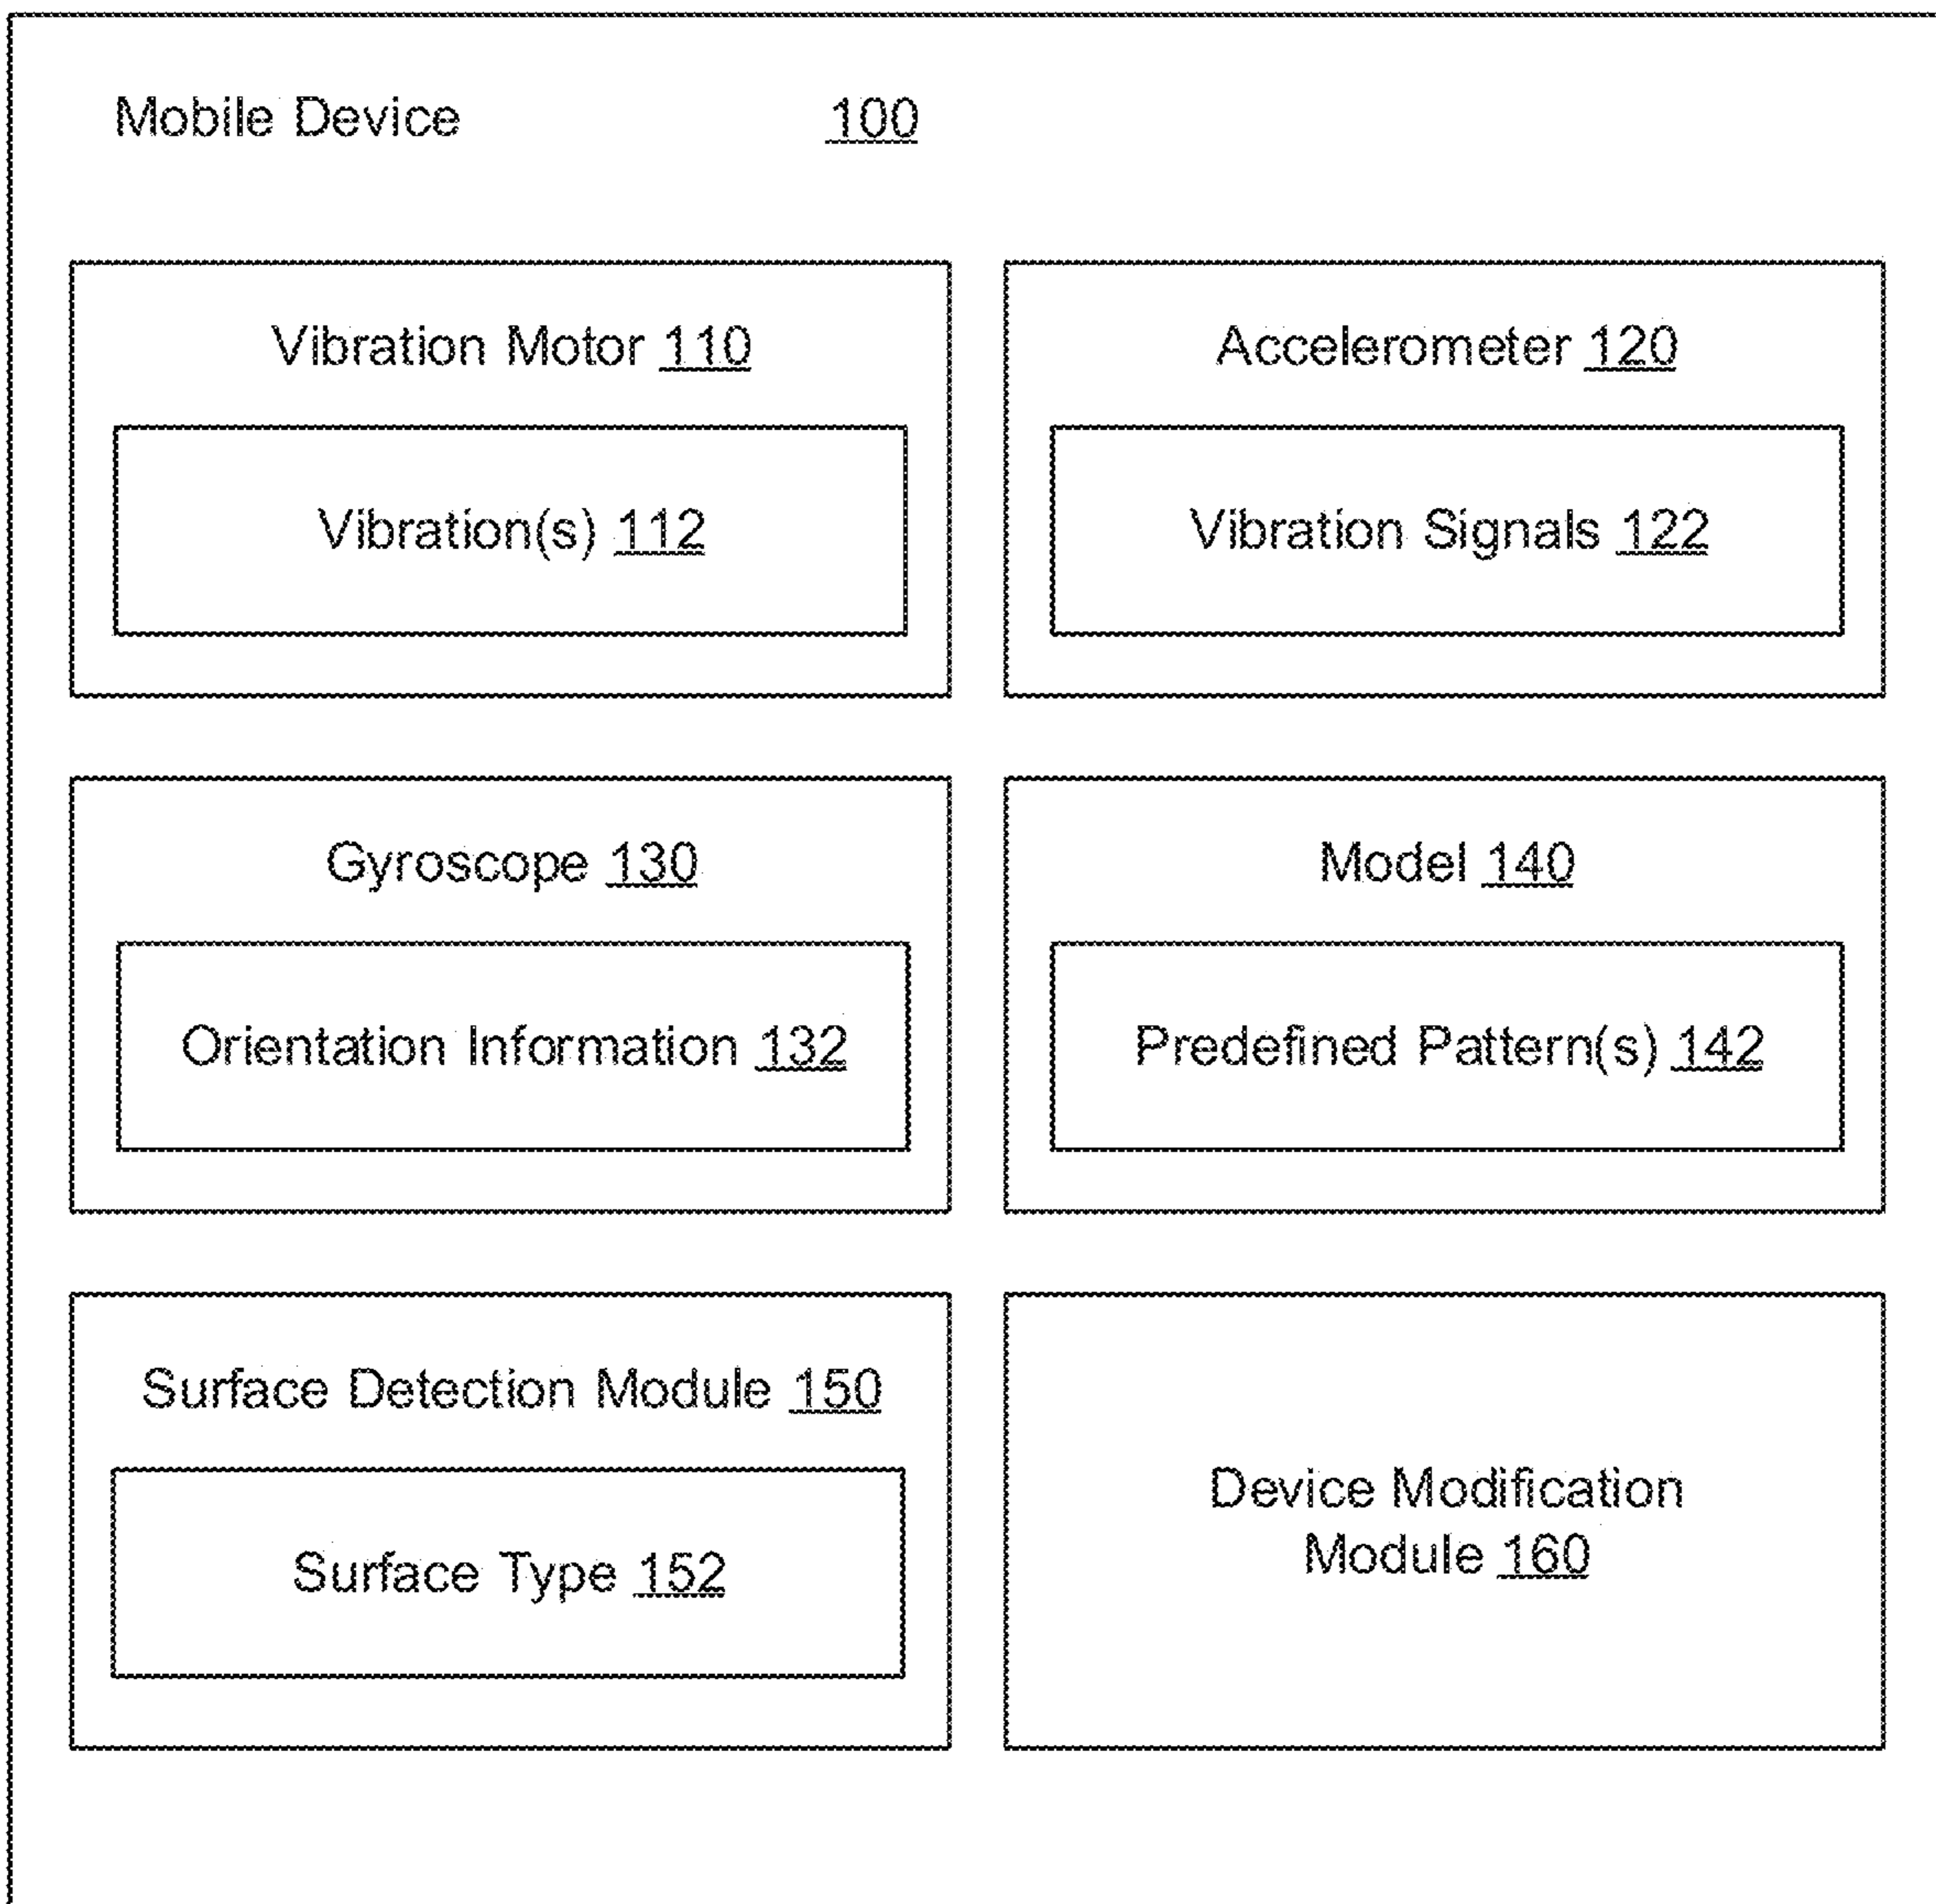 Mobile Device 100
Vibration Motor 110
Vibration(s) 112
Accelerometer 120
Vibration Signals 122
Gyroscope 130
Orientation Information 132
Model 140
Predefined Pattern(s) 142
Surface Detection Module 150
Surface Type 152
Device Modification
Module 160